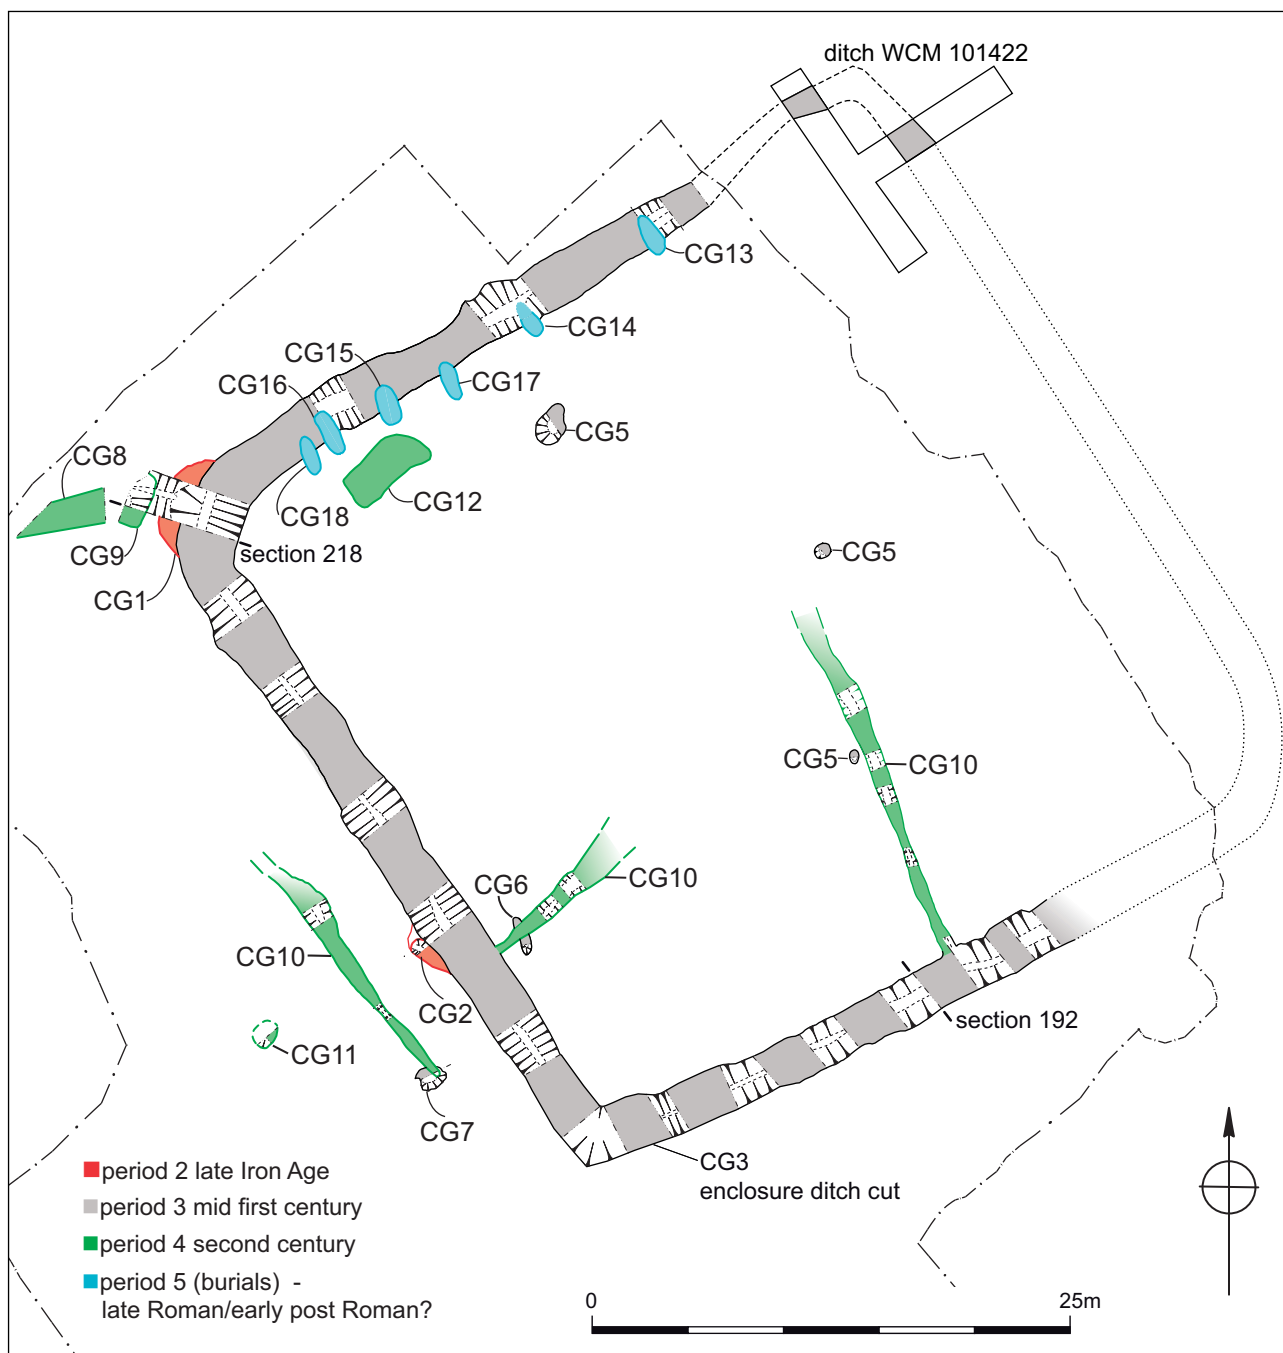 ditch WCM 101422
CG13
CG14
CG15
CG16
CG17
CG5
CG8
CG12
CG18
CG9
section 218
CG5
CG1
CG5
CG10
CG6
CG10
CG10
CG2
section 192
CG11
CG7
CG3
enclosure ditch cut
period 2 late Iron Age
period 3 mid first century
period 4 second century
period 5 (burials) -
late Roman/early post Roman?
0
25m